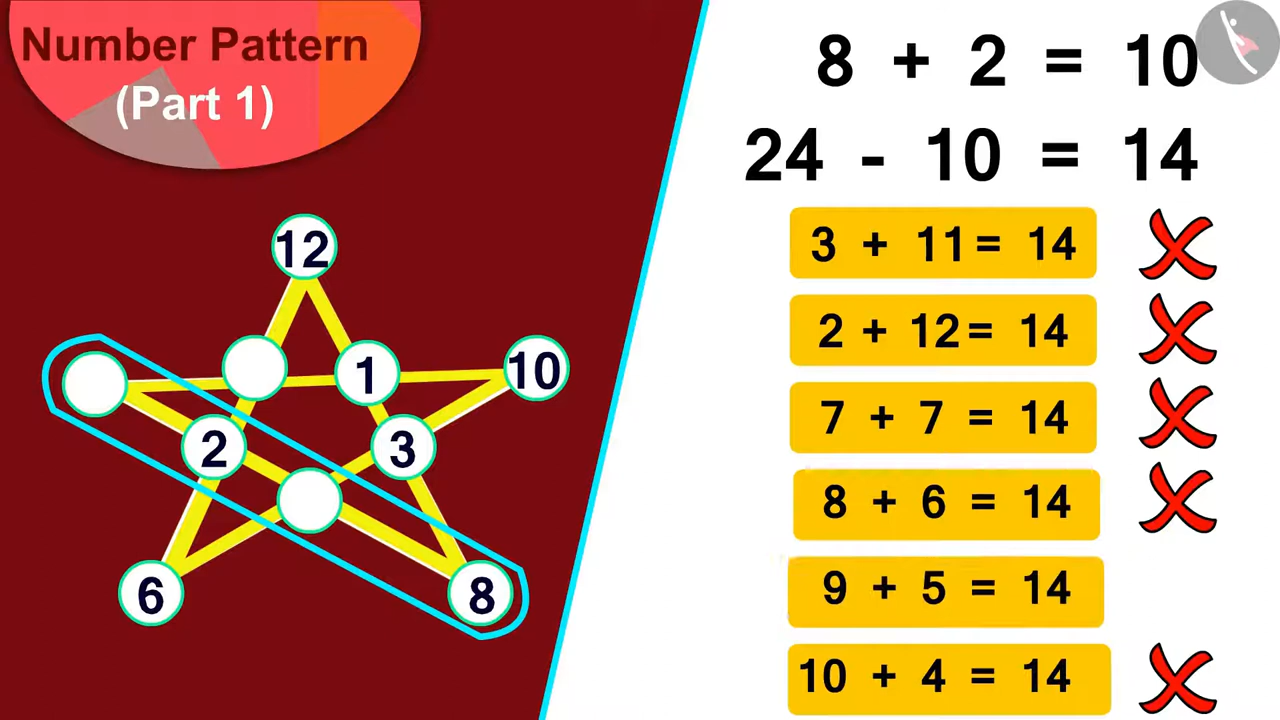 Number Pattern
(Part 1)
12
1
10
2
3
6
8
8 + 2 = 10
24 - 10 = 14
3 + 11 = 14
2 + 12 = 14
7 + 7 = 14
8 + 6 = 14
9 + 5 = 14
10 + 4 = 14